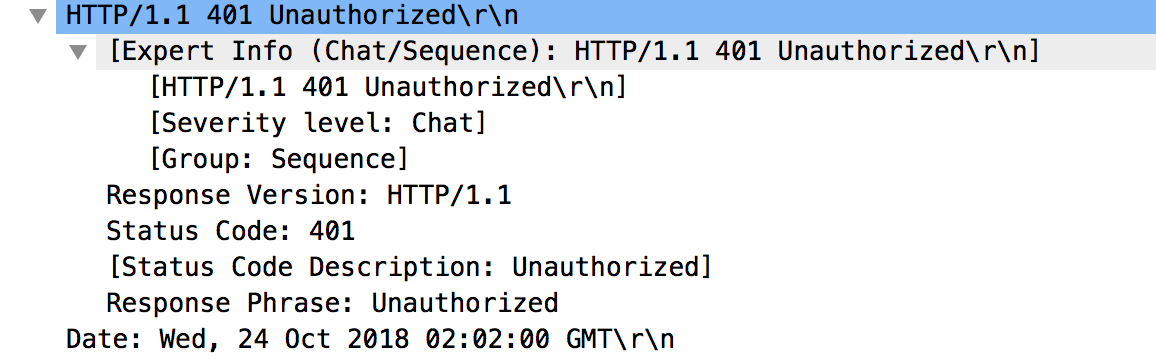 HTTP/1.1 401 Unauthorized\r\n
[Expert Info (Chat/Sequence): HTTP/1.1 401 Unauthorized\r\n]
[HTTP/1.1 401 Unauthorized\r\n]
[Severity level: Chat]
[Group: Sequence]
Response Version: HTTP/1.1
Status Code: 401
[Status Code Description: Unauthorized]
Response Phrase: Unauthorized
Date: Wed, 24 Oct 2018 02:02:00 GMT\r\n